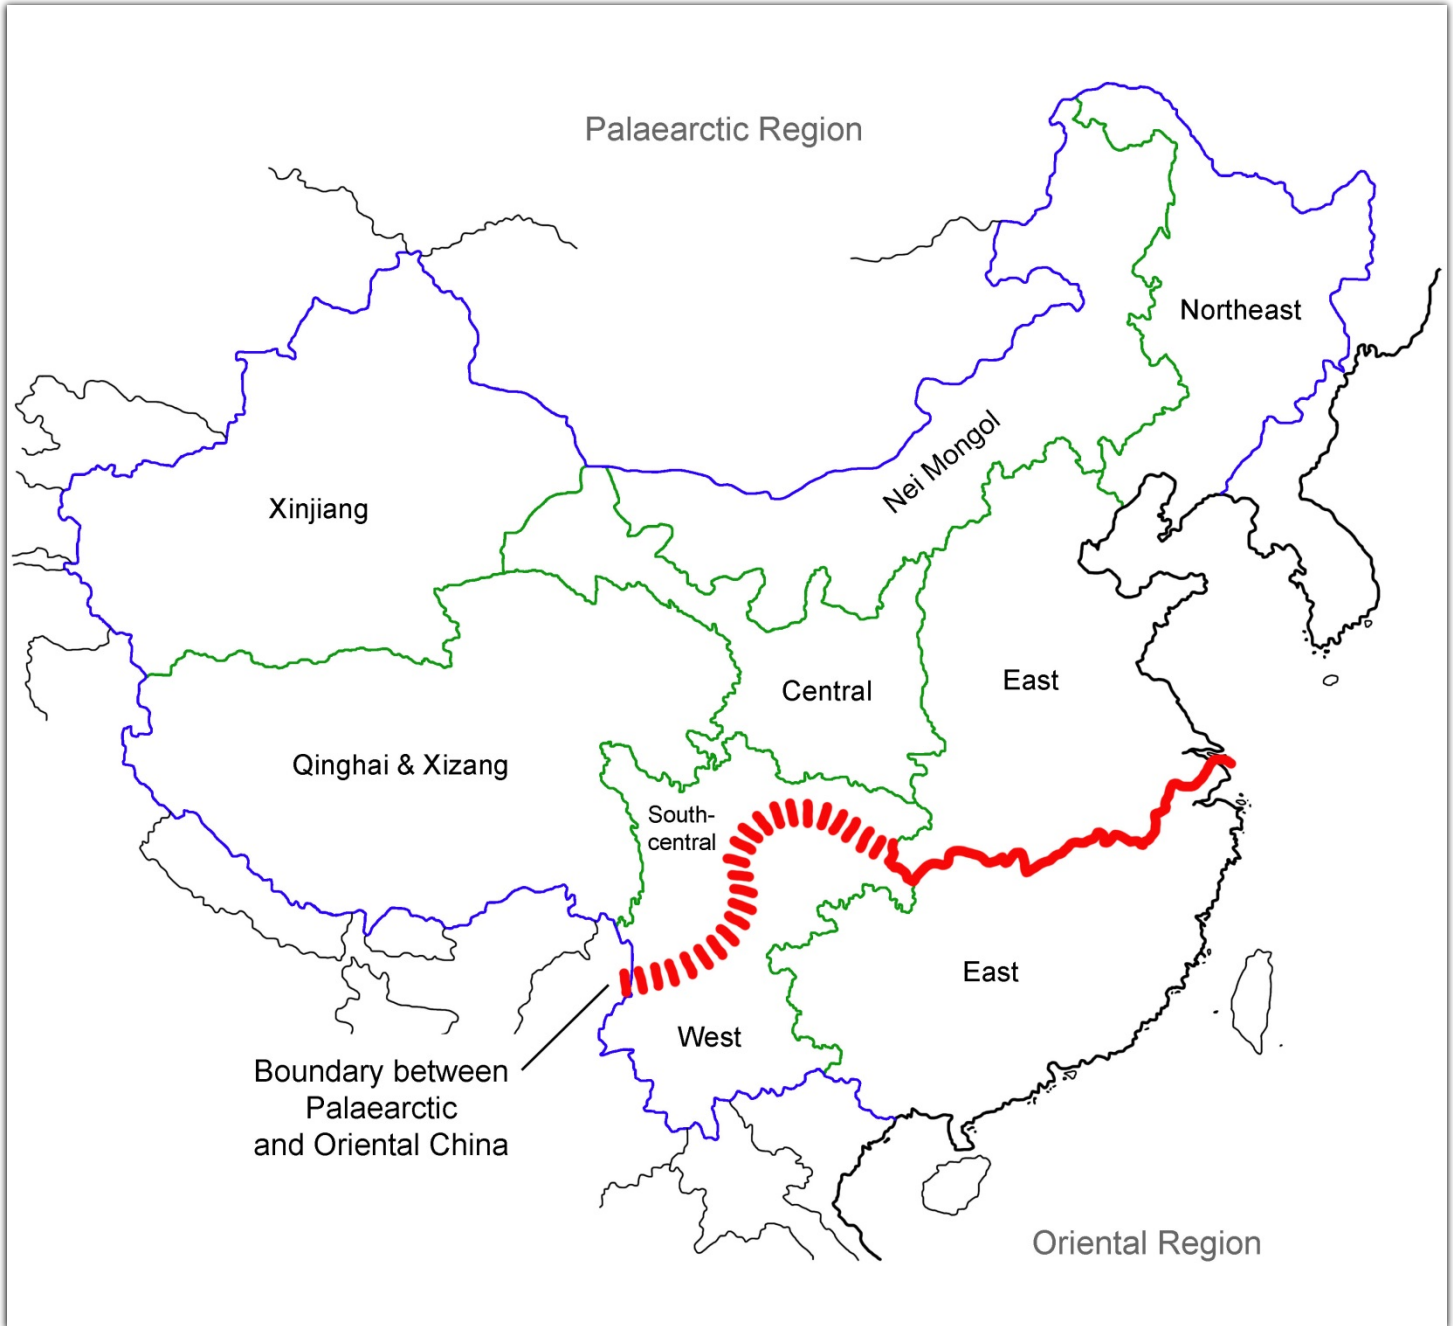 Palaearctic Region
Northeast
Nei Mongol
Xinjiang
East
Central
Qinghai & Xizang
South-
central
East
West
Boundary between
Palaearctic
and Oriental China
Oriental Region